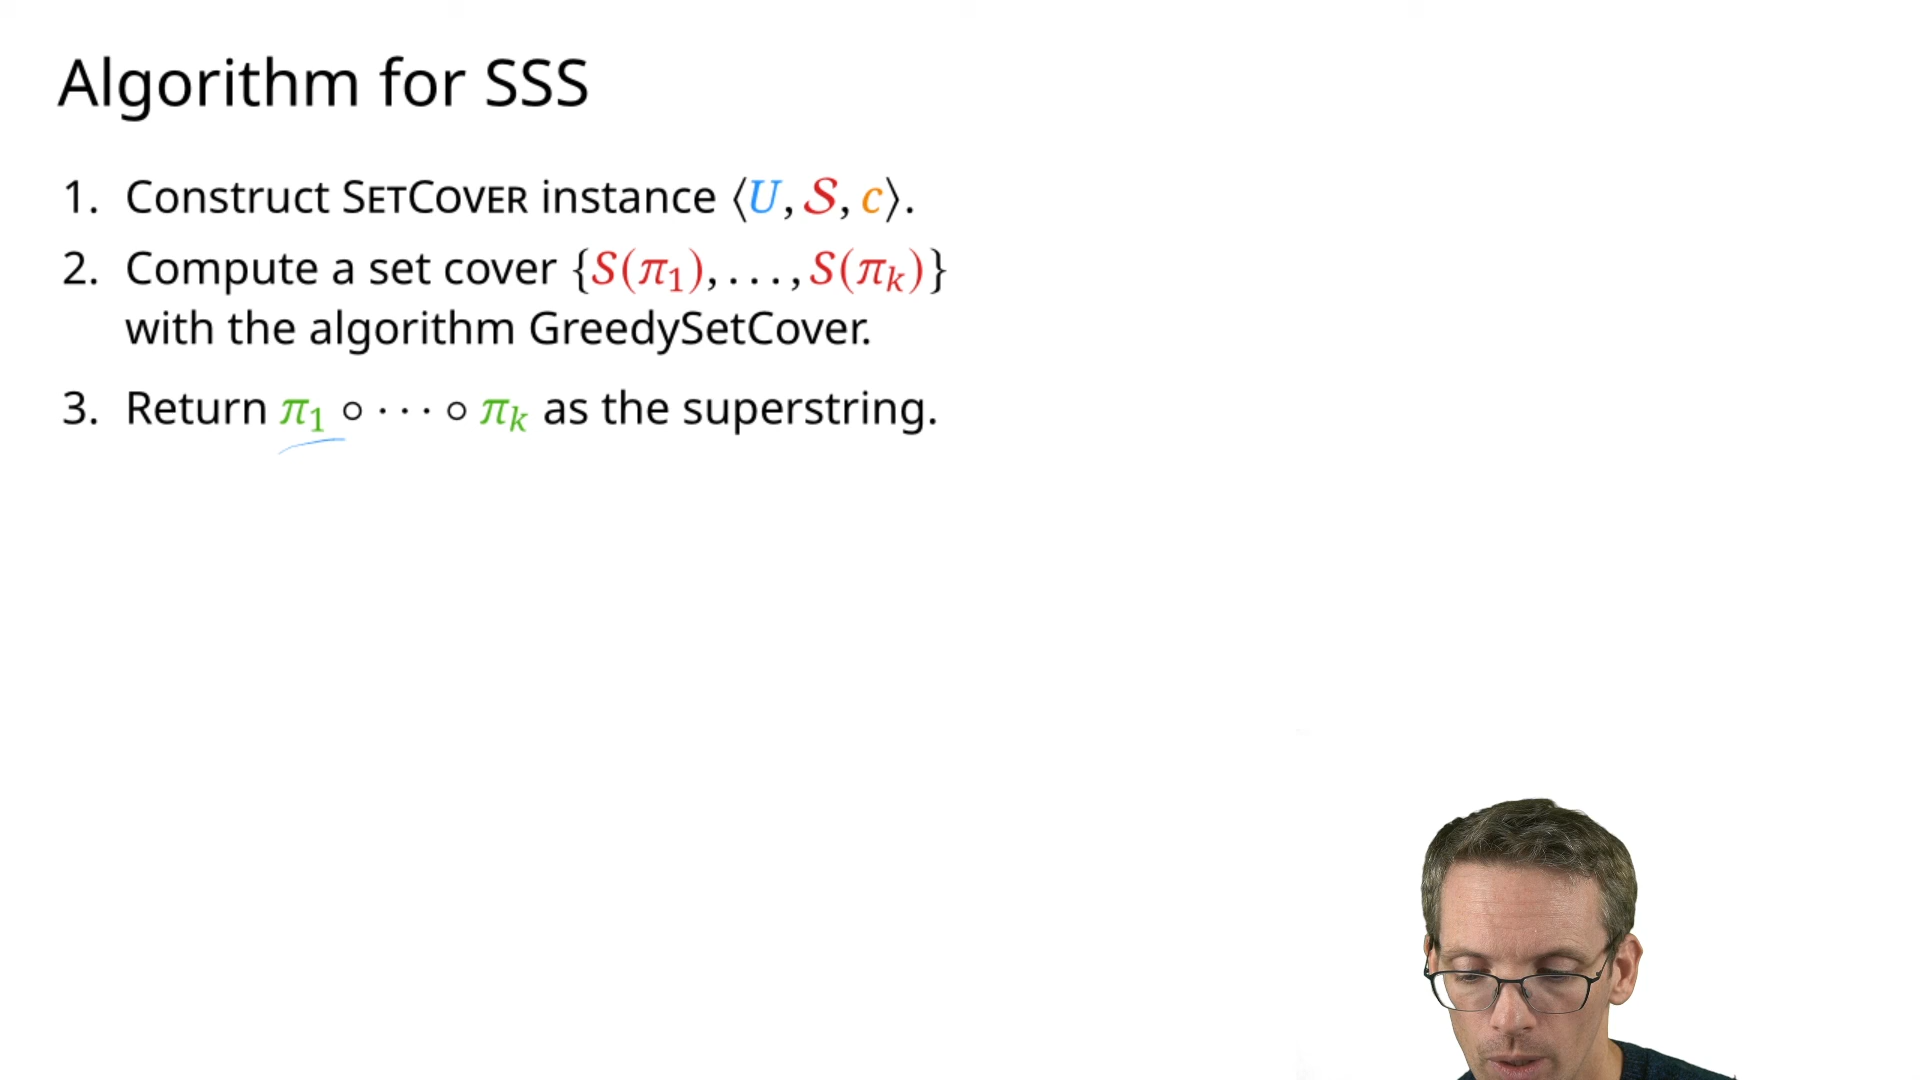 Algorithm for SSS
1. Construct SETCOVER instance ⟨U, 𝒮, c⟩.
2. Compute a set cover {S(π₁), . . . , S(πₖ)}
with the algorithm GreedySetCover.
3. Return π₁ ∘ · · · ∘ πₖ as the superstring.